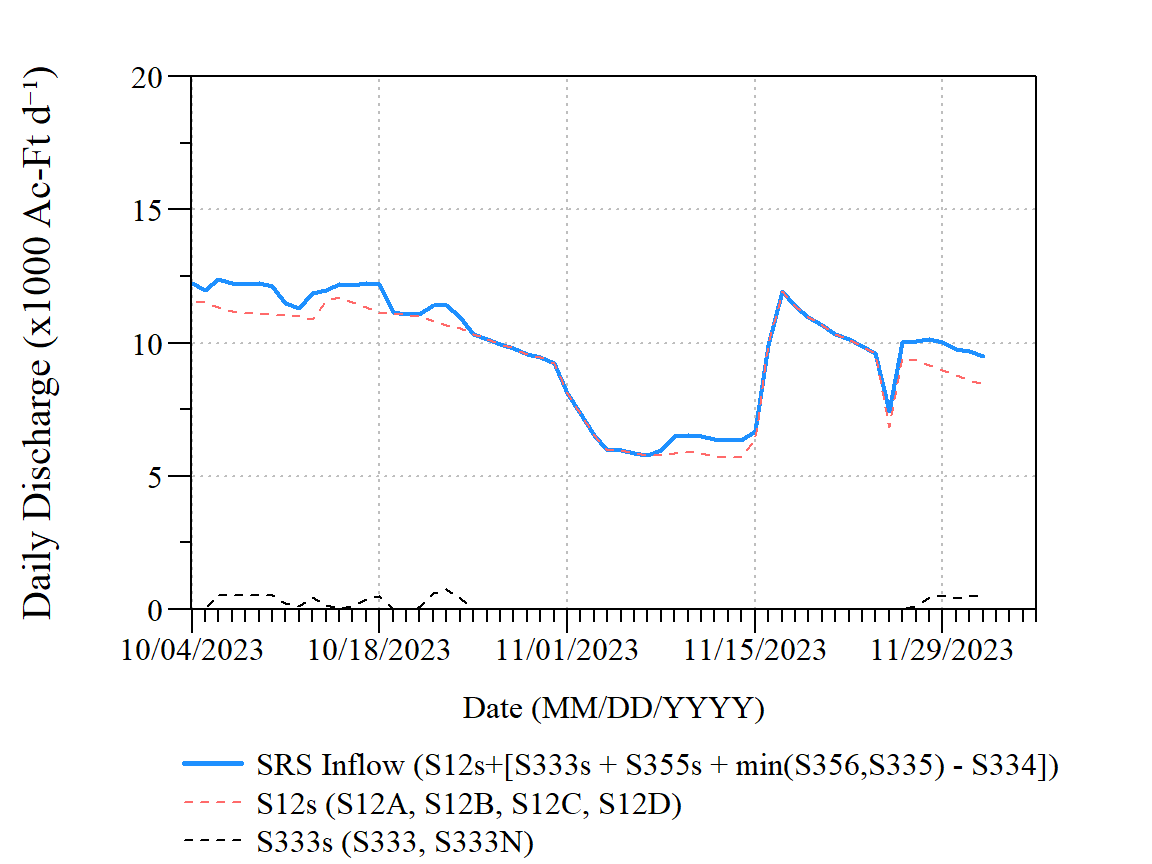 Daily Discharge (x1000 Ac-Ft d⁻¹)
20
15
10
5
0
10/04/2023 10/18/2023 11/01/2023 11/15/2023 11/29/2023
Date (MM/DD/YYYY)
SRS Inflow (S12s+[S333s + S355s + min(S356,S335) - S334])
S12s (S12A, S12B, S12C, S12D)
S333s (S333, S333N)